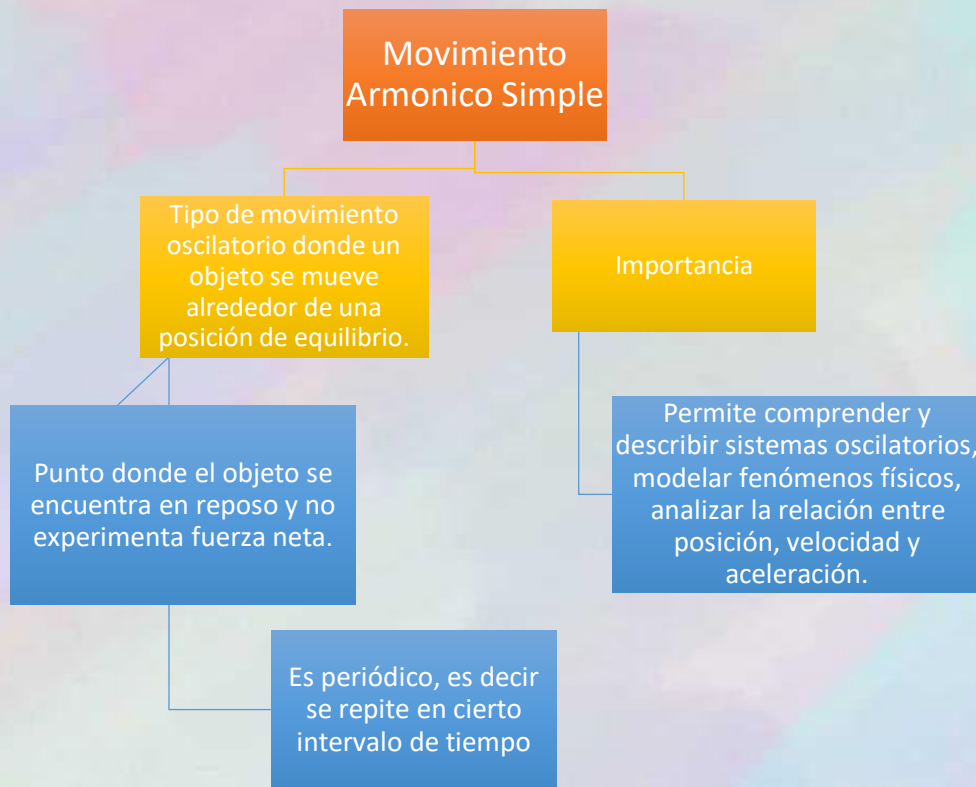 Movimiento
Armonico Simple
Tipo de movimiento
oscilatorio donde un
objeto se mueve
alrededor de una
posición de equilibrio.
Importancia
Punto donde el objeto se
encuentra en reposo y no
experimenta fuerza neta.
Permite comprender y
describir sistemas oscilatorios,
modelar fenómenos físicos,
analizar la relación entre
posición, velocidad y
aceleración.
Es periódico, es decir
se repite en cierto
intervalo de tiempo